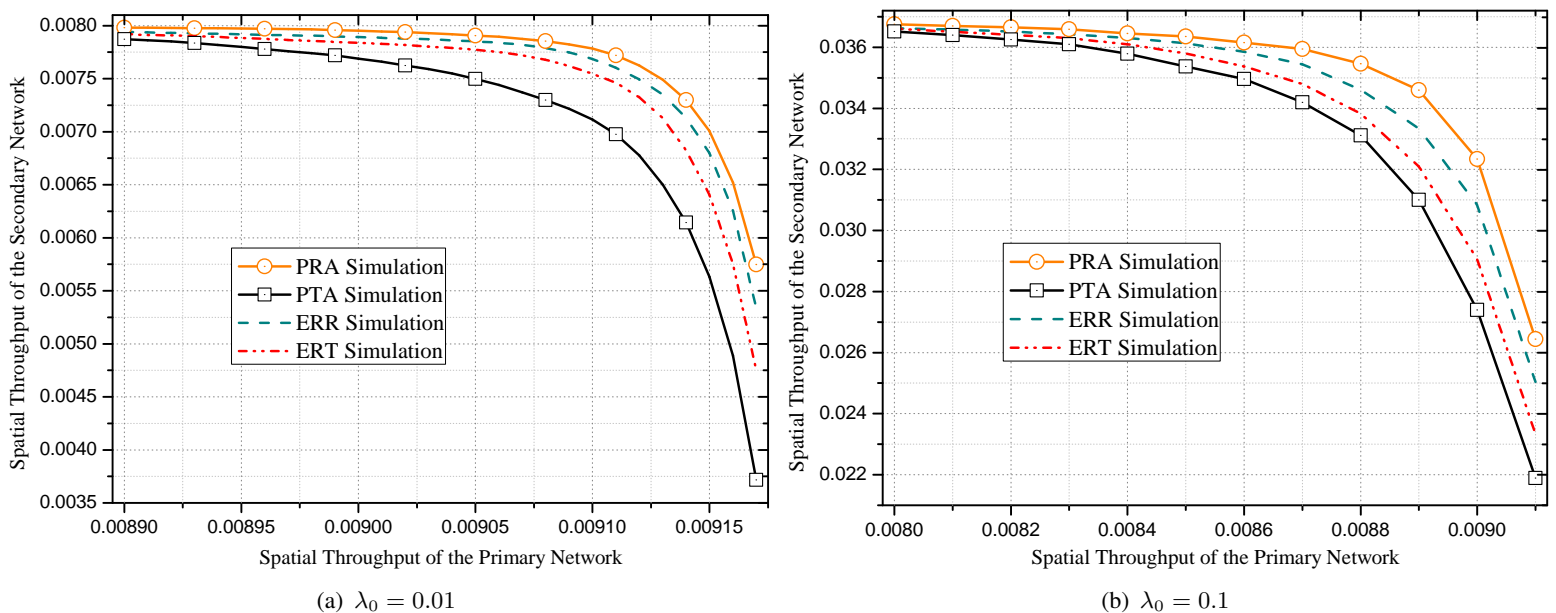 Spatial Throughput of the Secondary Network
0.0080
0.0075
0.0070
0.0065
0.0060
0.0055
0.0050
0.0045
0.0040
0.0035
PRA Simulation
PTA Simulation
ERR Simulation
ERT Simulation
0.00890
0.00895
0.00900
0.00905
0.00910
0.00915
Spatial Throughput of the Primary Network
(a) λ₀ = 0.01
Spatial Throughput of the Secondary Network
0.036
0.034
0.032
0.030
0.028
0.026
0.024
0.022
PRA Simulation
PTA Simulation
ERR Simulation
ERT Simulation
0.0080
0.0082
0.0084
0.0086
0.0088
0.0090
Spatial Throughput of the Primary Network
(b) λ₀ = 0.1